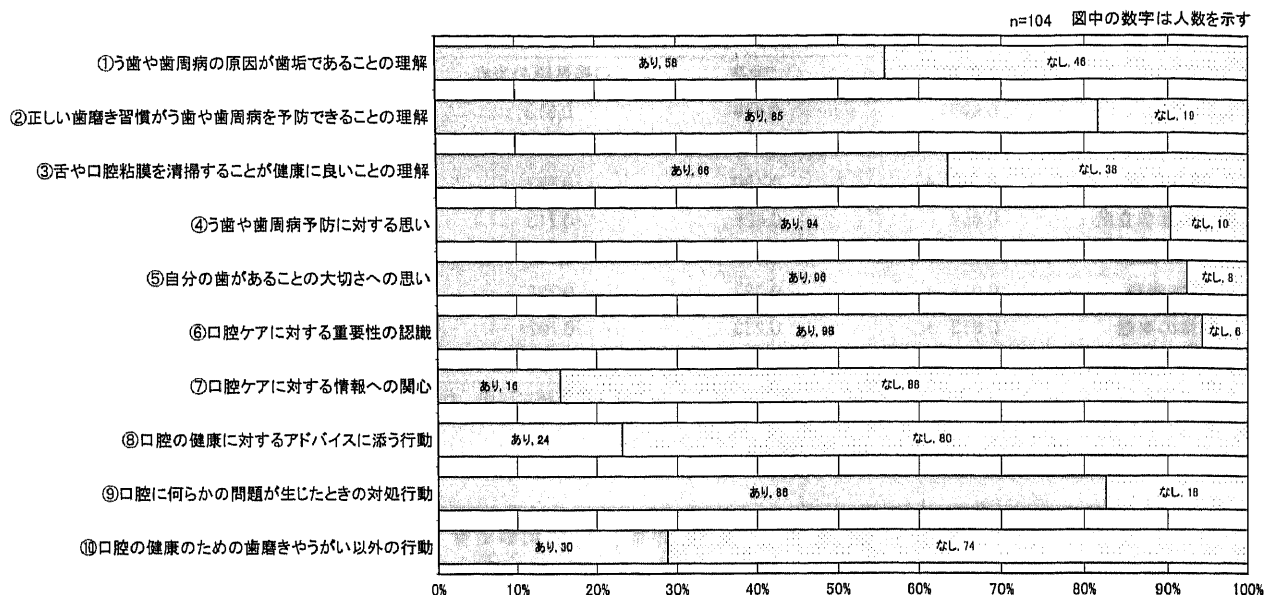 n=104 図中の数字は人数を示す
①う歯や歯周病の原因が歯垢であることの理解 あり, 58 なし, 46
②正しい歯磨き習慣がう歯や歯周病を予防できることの理解 あり, 85 なし, 19
③舌や口腔粘膜を清掃することが健康に良いことの理解 あり, 66 なし, 38
④う歯や歯周病予防に対する思い あり, 94 なし, 10
⑤自分の歯があることの大切さへの思い あり, 96 なし, 8
⑥口腔ケアに対する重要性の認識 あり, 98 なし, 6
⑦口腔ケアに対する情報への関心 あり, 16 なし, 88
⑧口腔の健康に対するアドバイスに添う行動 あり, 24 なし, 80
⑨口腔に何らかの問題が生じたときの対処行動 あり, 86 なし, 18
⑩口腔の健康のための歯磨きやうがい以外の行動 あり, 30 なし, 74
0% 10% 20% 30% 40% 50% 60% 70% 80% 90% 100%